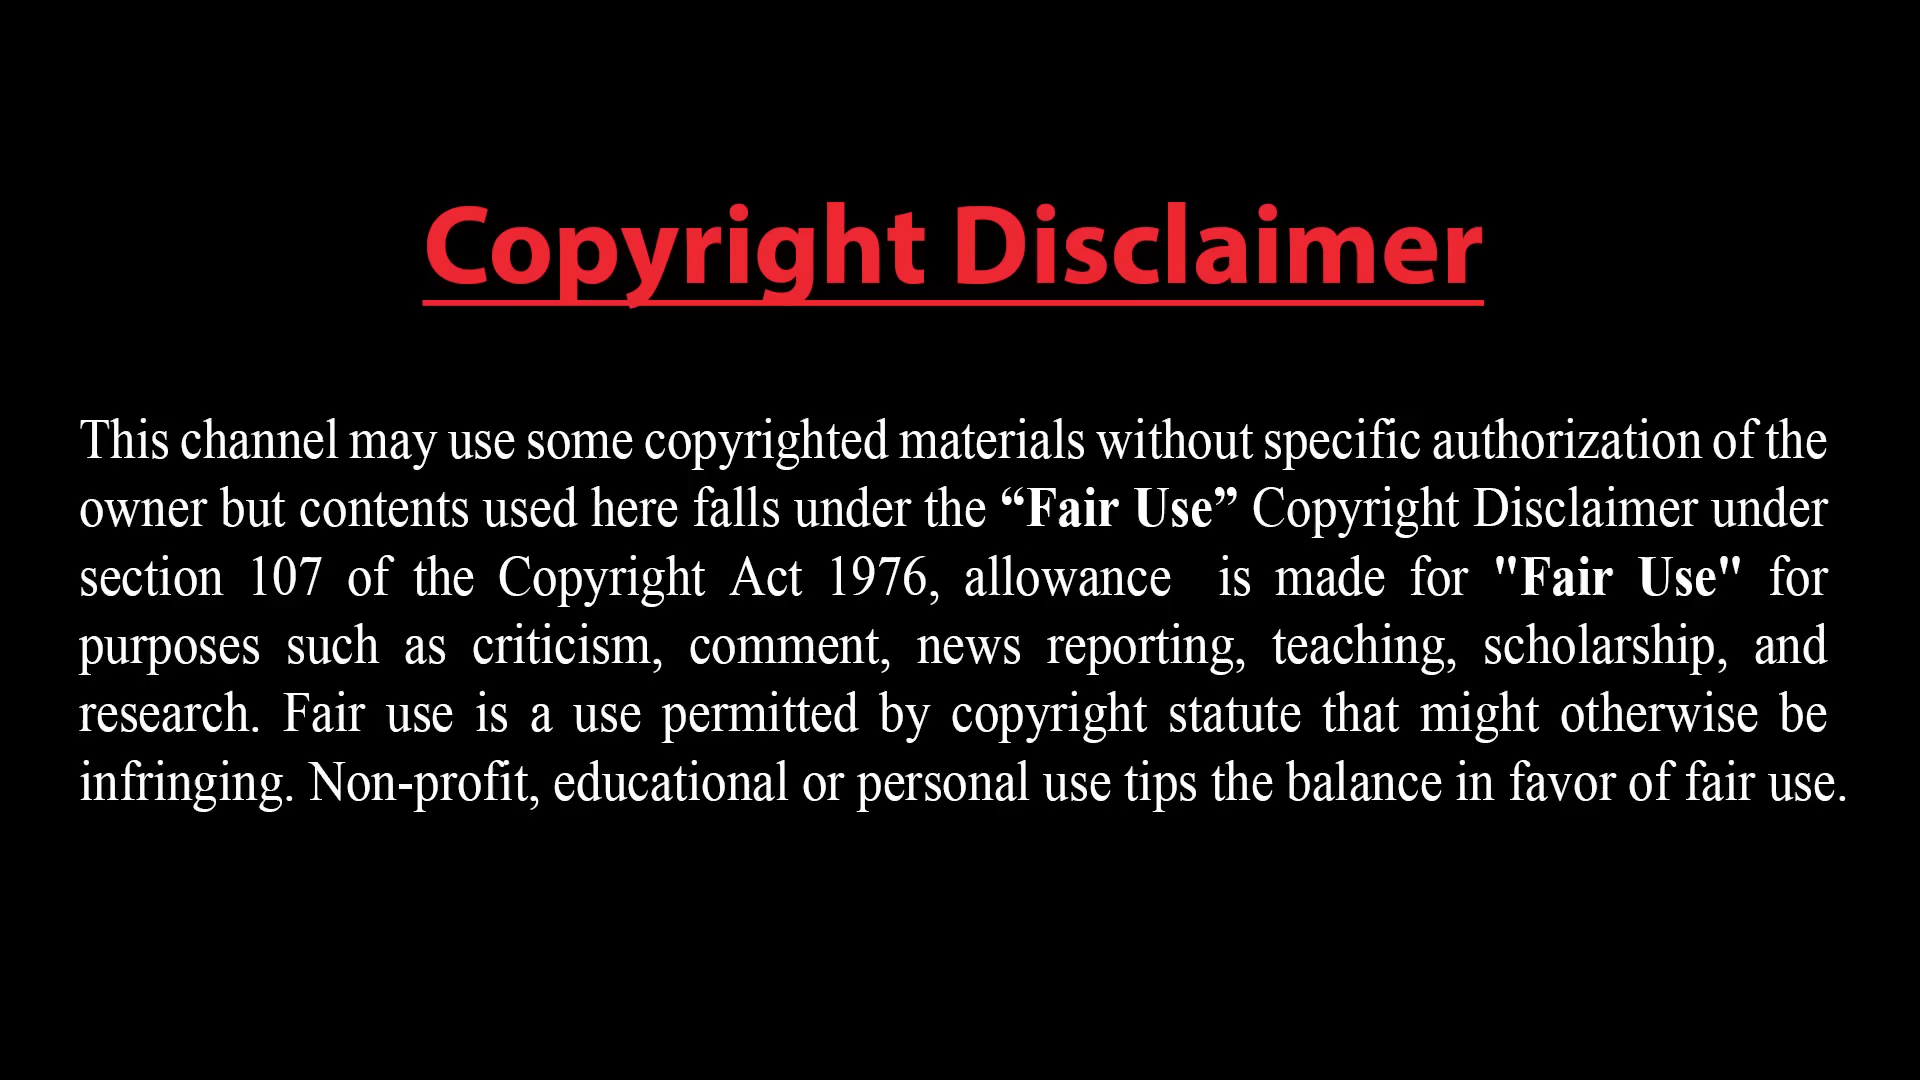 Copyright Disclaimer
This channel may use some copyrighted materials without specific authorization of the
owner but contents used here falls under the “Fair Use” Copyright Disclaimer under
section 107 of the Copyright Act 1976, allowance  is made for "Fair Use" for
purposes such as criticism, comment, news reporting, teaching, scholarship, and
research. Fair use is a use permitted by copyright statute that might otherwise be
infringing. Non-profit, educational or personal use tips the balance in favor of fair use.